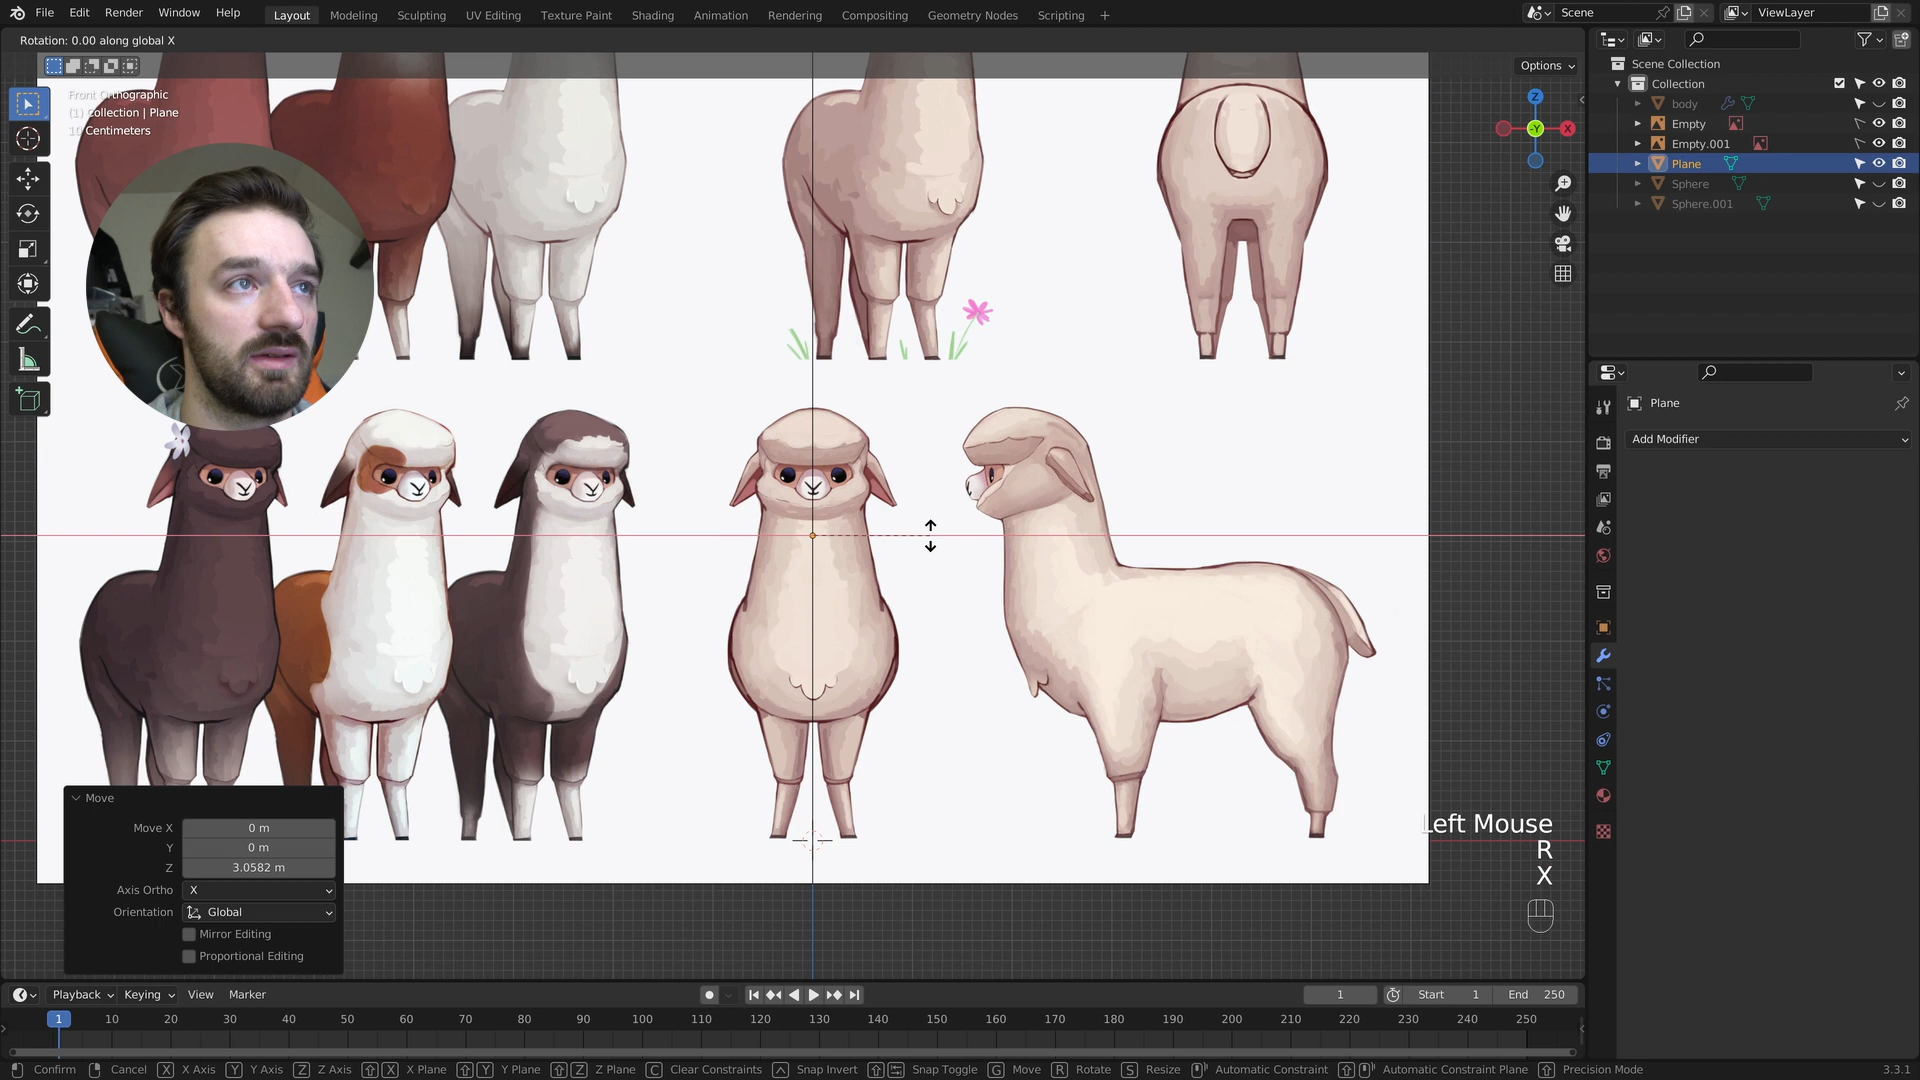 File Edit Render Window Help
Layout Modeling Sculpting UV Editing Texture Paint Shading Animation Rendering Compositing Geometry Nodes Scripting +
Scene
ViewLayer
Rotation: 0.00 along global X
Options
Front Orthographic
(1) Collection | Plane
10 Centimeters
Z
-Y
X
Scene Collection
Collection
body
Empty
Empty.001
Plane
Sphere
Sphere.001
Plane
Add Modifier
Left Mouse
R
X
Move
Move X 0 m
Y 0 m
Z 3.0582 m
Axis Ortho X
Orientation Global
Mirror Editing
Proportional Editing
Playback Keying View Marker
1 Start 1 End 250
1 10 20 30 40 50 60 70 80 90 100 110 120 130 140 150 160 170 180 190 200 210 220 230 240 250
Confirm Cancel X X Axis Y Y Axis Z Z Axis X X Plane Y Y Plane Z Z Plane C Clear Constraints Snap Invert Snap Toggle G Move R Rotate S Resize Automatic Constraint Automatic Constraint Plane Precision Mode 3.3.1